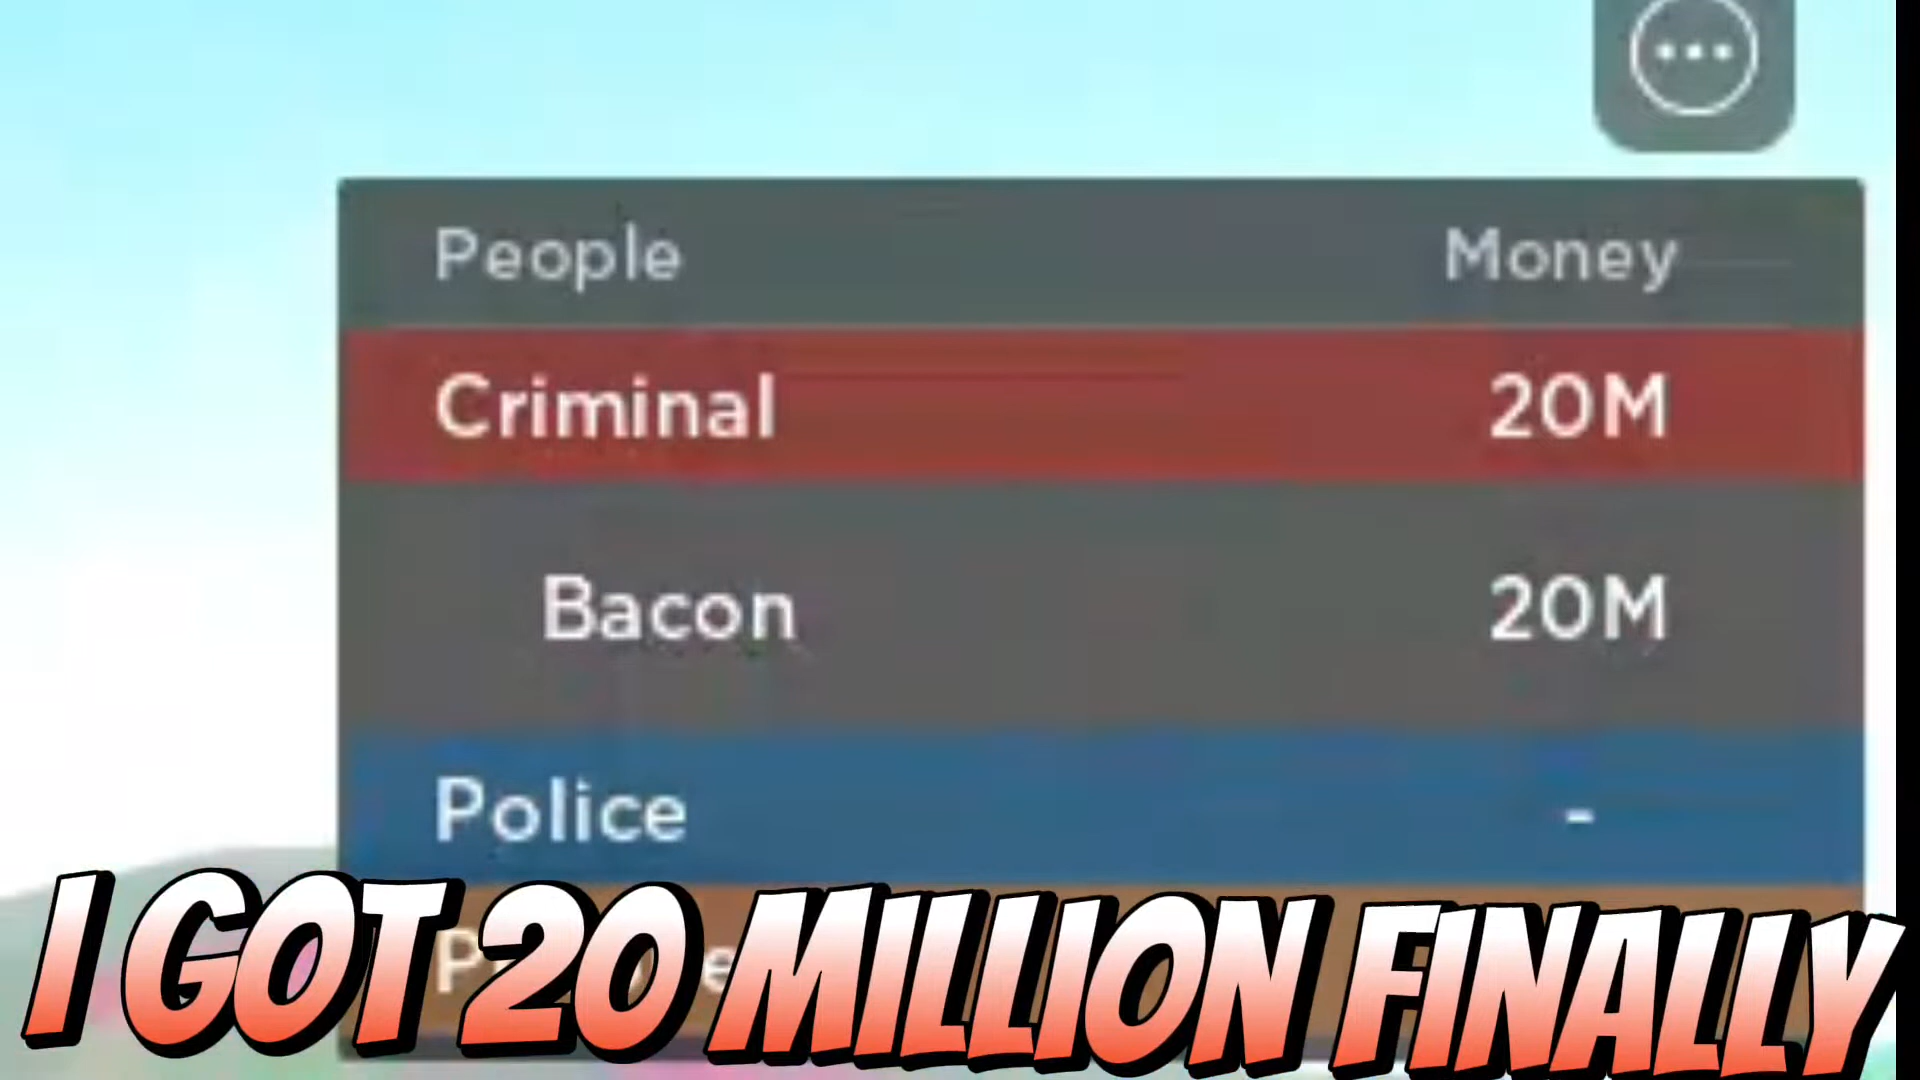 People Money
Criminal 20M
Bacon 20M
Police -
I GOT 20 MILLION FINALLY